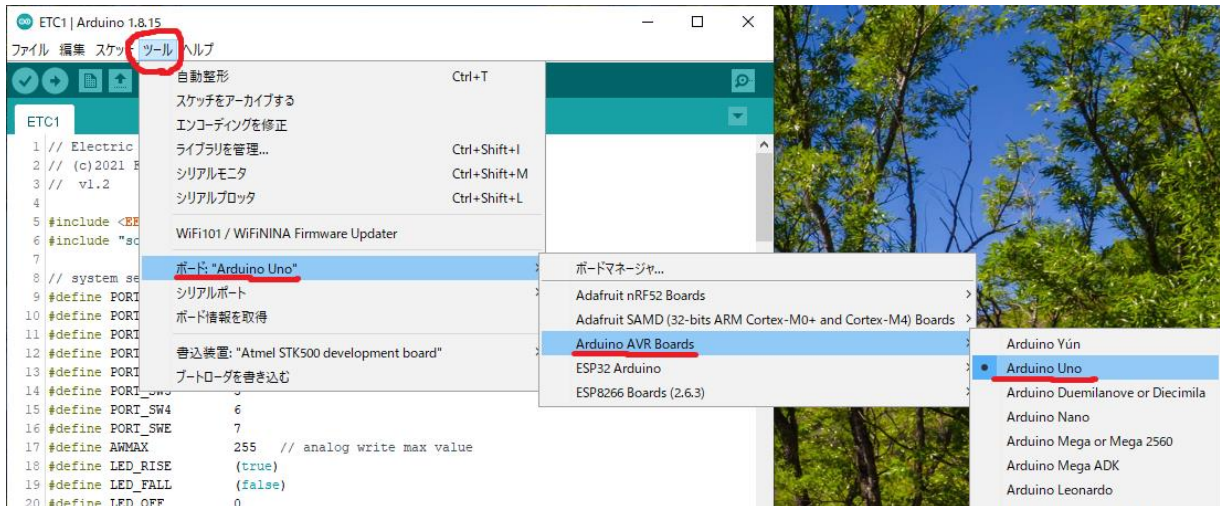 ETC1 | Arduino 1.8.15
ファイル 編集 スケッチ ツール ヘルプ
ETC1
自動整形 Ctrl+T
スケッチをアーカイブする
エンコーディングを修正
ライブラリを管理... Ctrl+Shift+I
シリアルモニタ Ctrl+Shift+M
シリアルプロッタ Ctrl+Shift+L
WiFi101 / WiFiNINA Firmware Updater
ボード: "Arduino Uno"
シリアルポート
ボード情報を取得
書込装置: "Atmel STK500 development board"
ブートローダを書き込む
ボードマネージャ...
Adafruit nRF52 Boards
Adafruit SAMD (32-bits ARM Cortex-M0+ and Cortex-M4) Boards
Arduino AVR Boards
ESP32 Arduino
ESP8266 Boards (2.6.3)
Arduino Yún
Arduino Uno
Arduino Duemilanove or Diecimila
Arduino Nano
Arduino Mega or Mega 2560
Arduino Mega ADK
Arduino Leonardo
1 // Electric
2 // (c)2021
3 // v1.2
4
5 #include <EE
6 #include "sc
7
8 // system se
9 #define PORT
10 #define PORT
11 #define PORT
12 #define PORT
13 #define PORT
14 #define PORT_SW3
15 #define PORT_SW4 6
16 #define PORT_SWE 7
17 #define AWMAX 255 // analog write max value
18 #define LED_RISE (true)
19 #define LED_FALL (false)
20 #define LED_OFF 0